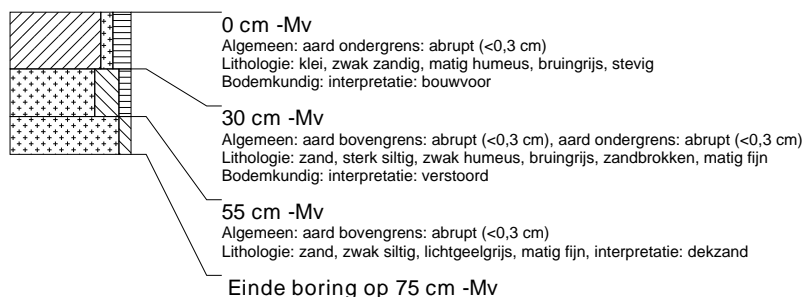 0 cm -Mv
Algemeen: aard ondergrens: abrupt (<0,3 cm)
Lithologie: klei, zwak zandig, matig humeus, bruingrijs, stevig
Bodemkundig: interpretatie: bouwvoor
30 cm -Mv
Algemeen: aard bovengrens: abrupt (<0,3 cm), aard ondergrens: abrupt (<0,3 cm)
Lithologie: zand, sterk siltig, zwak humeus, bruingrijs, zandbrokken, matig fijn
Bodemkundig: interpretatie: verstoord
55 cm -Mv
Algemeen: aard bovengrens: abrupt (<0,3 cm)
Lithologie: zand, zwak siltig, lichtgeelgrijs, matig fijn, interpretatie: dekzand
Einde boring op 75 cm -Mv